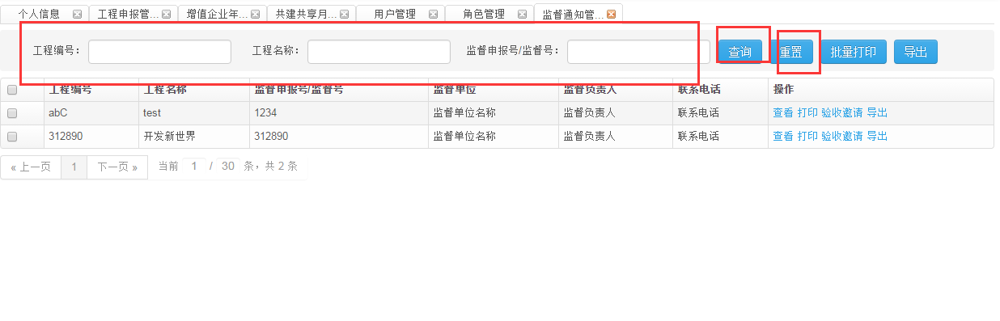 个人信息 工程申报管... 增值企业年... 共建共享月... 用户管理 角色管理 监督通知管...
工程编号： 工程名称： 监督申报号/监督号： 查询 重置 批量打印 导出
工程编号 工程名称 监督申报号/监督号 监督单位 监督负责人 联系电话 操作
abC test 1234 监督单位名称 监督负责人 联系电话 查看 打印 验收邀请 导出
312890 开发新世界 312890 监督单位名称 监督负责人 联系电话 查看 打印 验收邀请 导出
« 上一页 1 下一页 » 当前 1 / 30 条，共 2 条